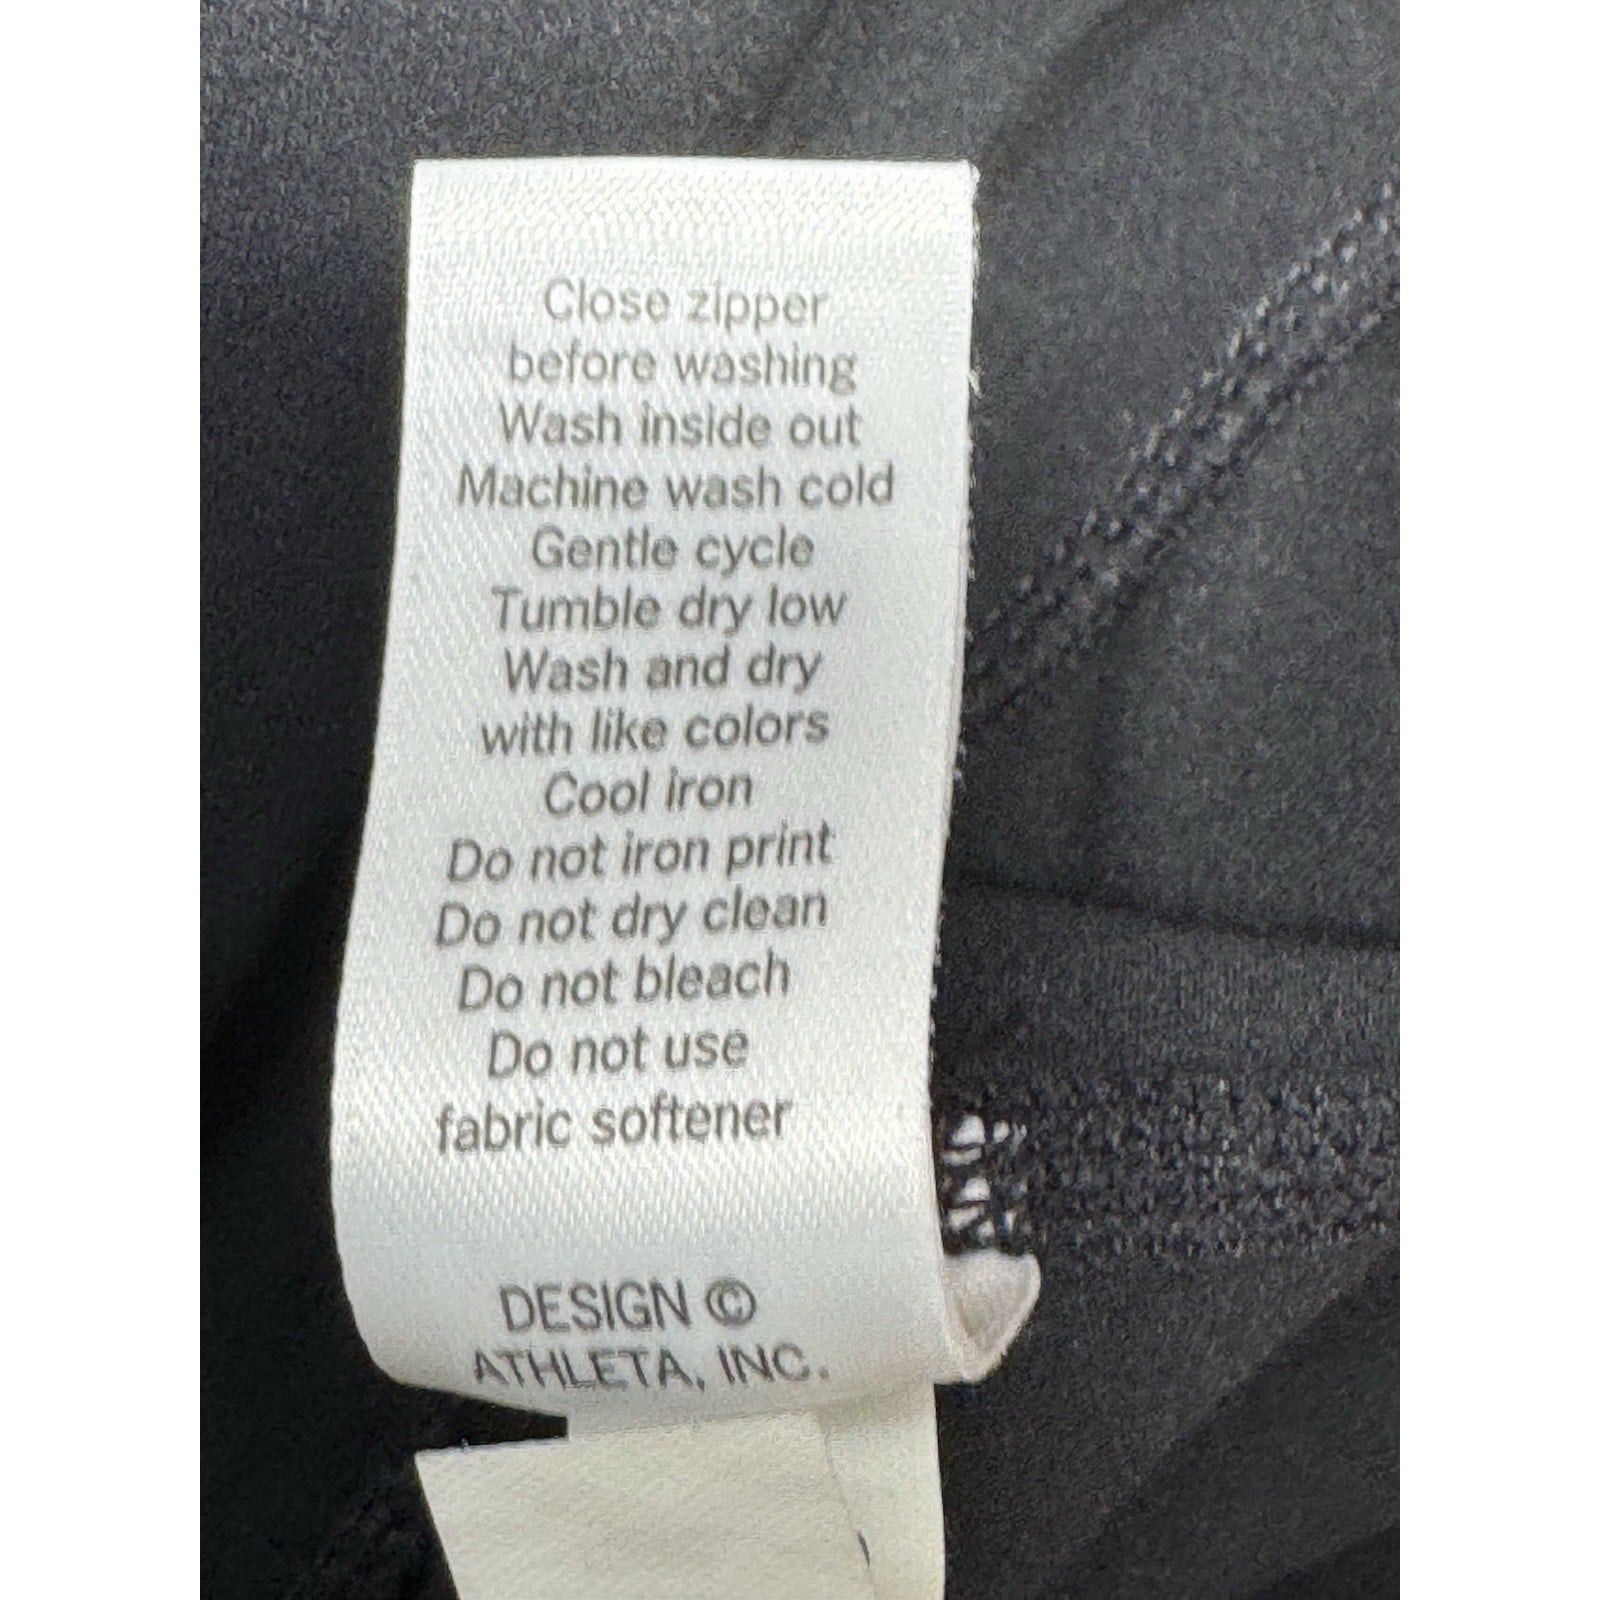 Close zipper
before washing
Wash inside out
Machine wash cold
Gentle cycle
Tumble dry low
Wash and dry
with like colors
Cool iron
Do not iron print
Do not dry clean
Do not bleach
Do not use
fabric softener
DESIGN ©
ATHLETA, INC.